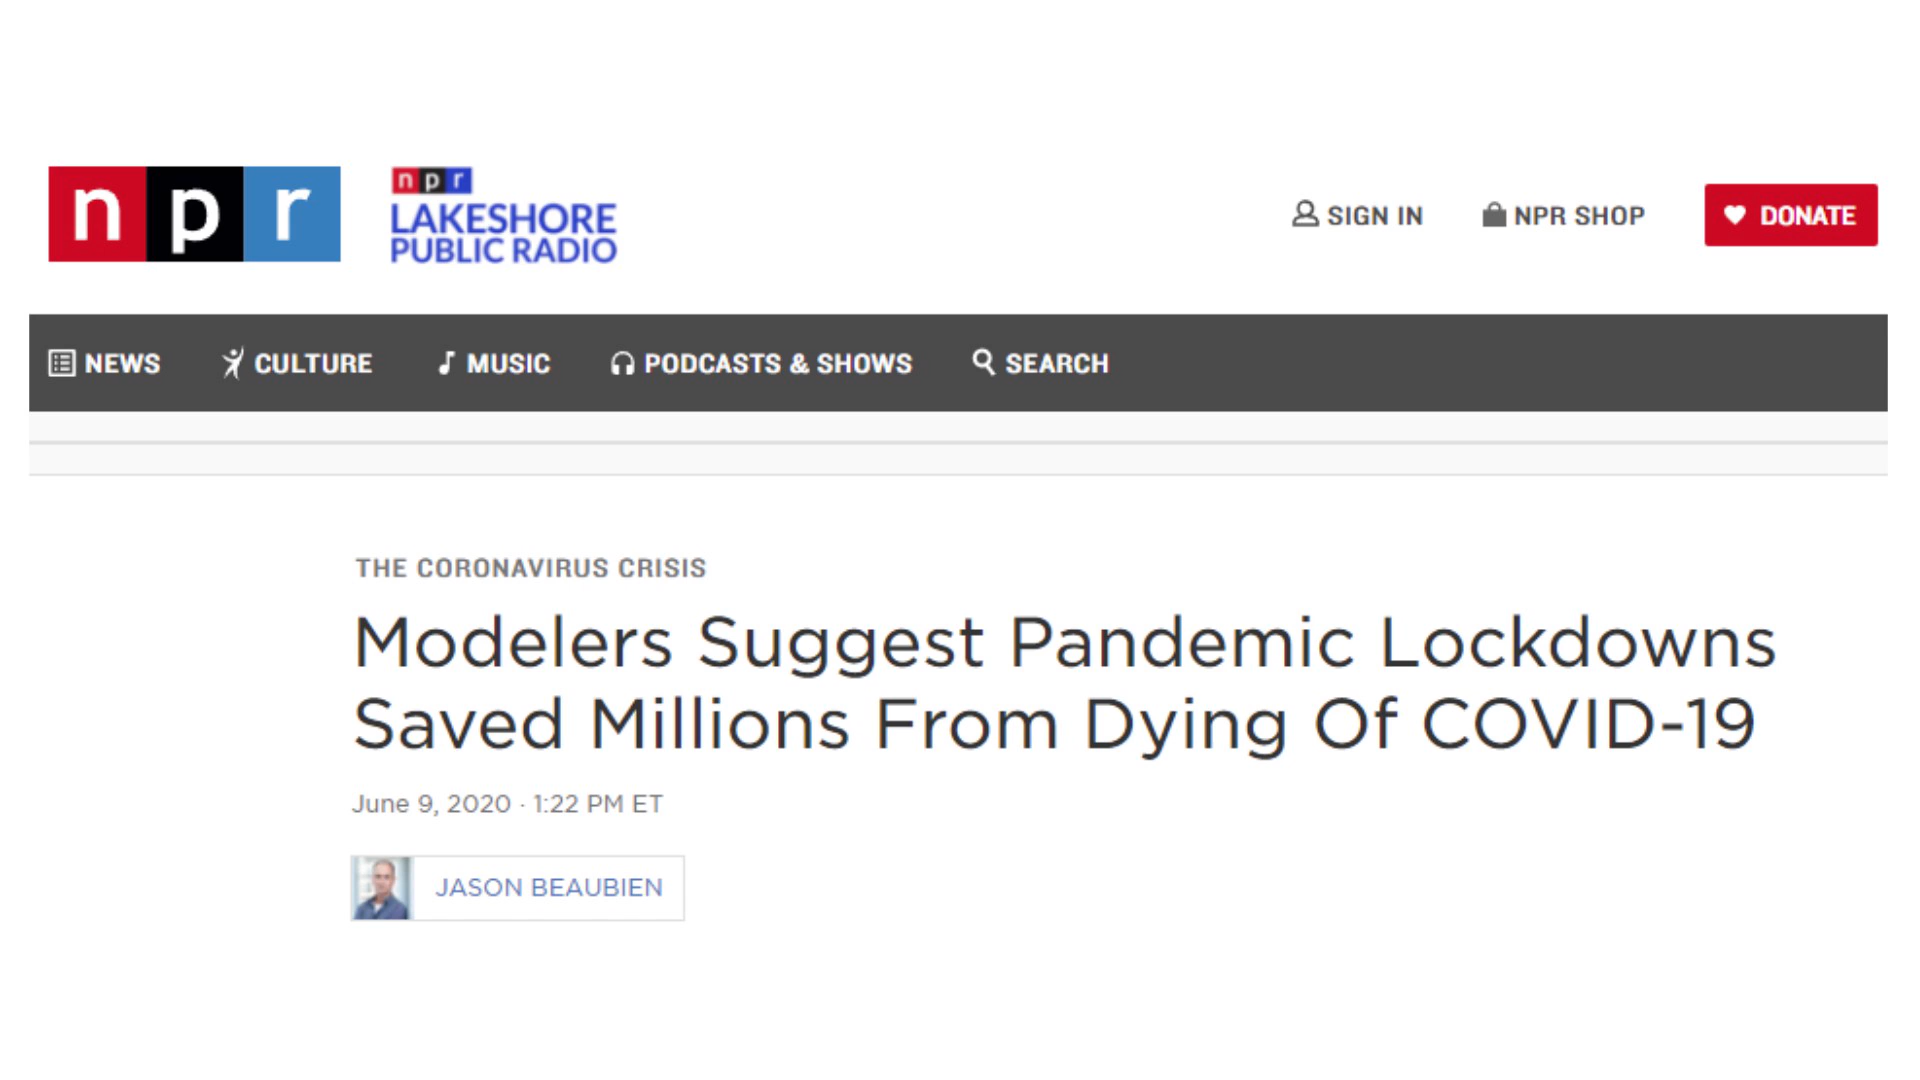 npr
npr
LAKESHORE
PUBLIC RADIO
SIGN IN
NPR SHOP
DONATE
NEWS
CULTURE
MUSIC
PODCASTS & SHOWS
SEARCH
THE CORONAVIRUS CRISIS
Modelers Suggest Pandemic Lockdowns
Saved Millions From Dying Of COVID-19
June 9, 2020 · 1:22 PM ET
JASON BEAUBIEN